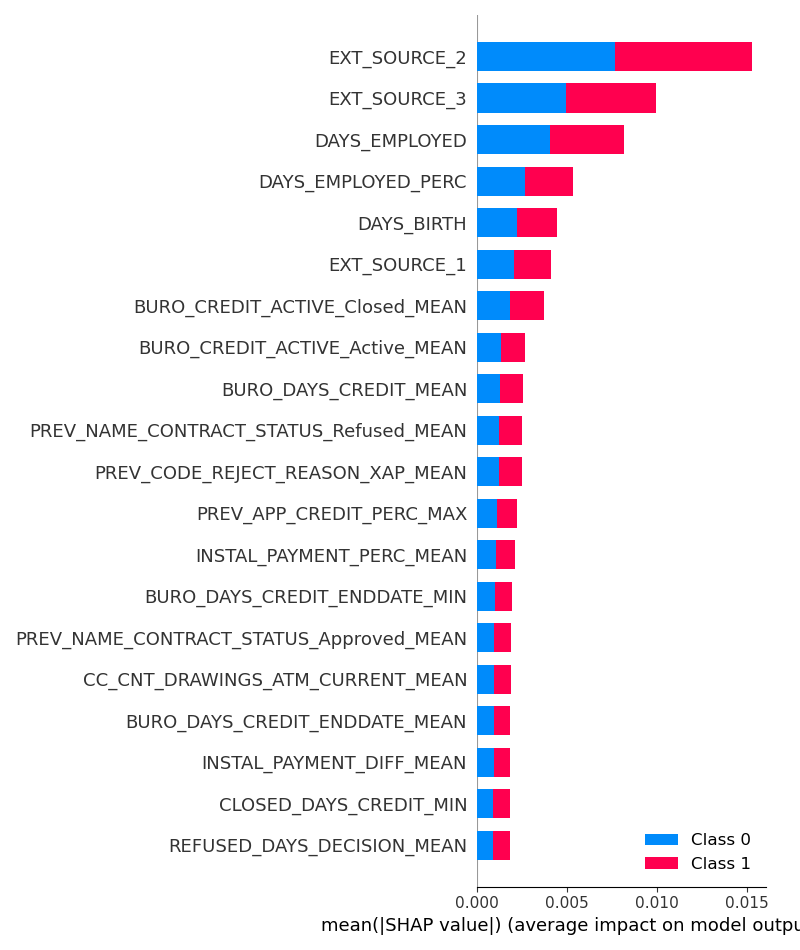 EXT_SOURCE_2
EXT_SOURCE_3
DAYS_EMPLOYED
DAYS_EMPLOYED_PERC
DAYS_BIRTH
EXT_SOURCE_1
BURO_CREDIT_ACTIVE_Closed_MEAN
BURO_CREDIT_ACTIVE_Active_MEAN
BURO_DAYS_CREDIT_MEAN
PREV_NAME_CONTRACT_STATUS_Refused_MEAN
PREV_CODE_REJECT_REASON_XAP_MEAN
PREV_APP_CREDIT_PERC_MAX
INSTAL_PAYMENT_PERC_MEAN
BURO_DAYS_CREDIT_ENDDATE_MIN
PREV_NAME_CONTRACT_STATUS_Approved_MEAN
CC_CNT_DRAWINGS_ATM_CURRENT_MEAN
BURO_DAYS_CREDIT_ENDDATE_MEAN
INSTAL_PAYMENT_DIFF_MEAN
CLOSED_DAYS_CREDIT_MIN
REFUSED_DAYS_DECISION_MEAN
Class 0
Class 1
0.000 0.005 0.010 0.015
mean(|SHAP value|) (average impact on model outpu